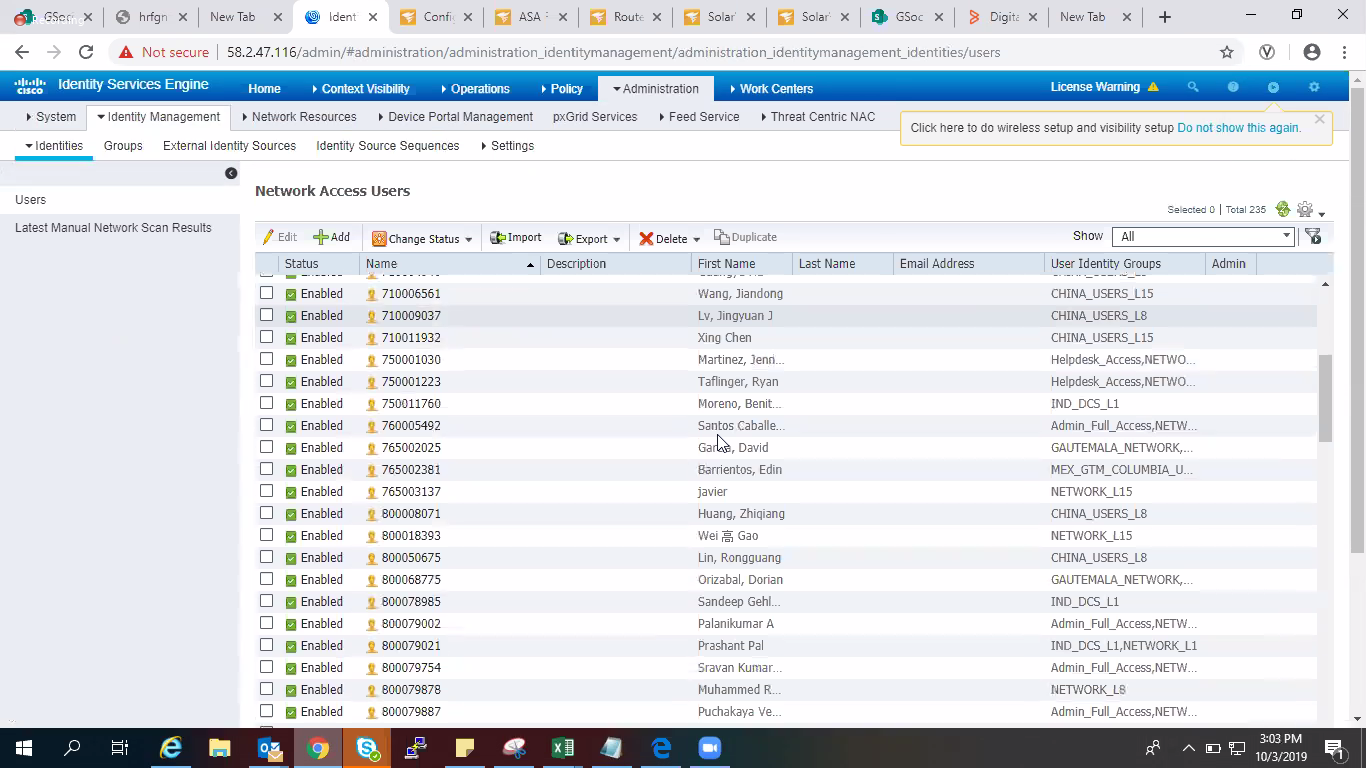 Recording
GSoc
hrfgn
New Tab
Identi
Confi
ASA F
Route
Solar
Solar
GSoc
Digita
New Tab
Not secure 58.2.47.116/admin/#administration/administration_identitymanagement/administration_identitymanagement_identities/users
cisco Identity Services Engine Home Context Visibility Operations Policy Administration Work Centers License Warning
System Identity Management Network Resources Device Portal Management pxGrid Services Feed Service Threat Centric NAC
Click here to do wireless setup and visibility setup Do not show this again.
Identities Groups External Identity Sources Identity Source Sequences Settings
Users
Latest Manual Network Scan Results
Network Access Users
Selected 0 | Total 235
Edit Add Change Status Import Export Delete Duplicate Show All
Status Name Description First Name Last Name Email Address User Identity Groups Admin
Enabled 710006561 Wang, Jiandong CHINA_USERS_L15
Enabled 710009037 Lv, Jingyuan J CHINA_USERS_L8
Enabled 710011932 Xing Chen CHINA_USERS_L15
Enabled 750001030 Martinez, Jenn... Helpdesk_Access,NETWO...
Enabled 750001223 Taflinger, Ryan Helpdesk_Access,NETWO...
Enabled 750011760 Moreno, Benit... IND_DCS_L1
Enabled 760005492 Santos Caballe... Admin_Full_Access,NETW...
Enabled 765002025 David GAUTEMALA_NETWORK,...
Enabled 765002381 Barrientos, Edin MEX_GTM_COLUMBIA_U...
Enabled 765003137 javier NETWORK_L15
Enabled 800008071 Huang, Zhiqiang CHINA_USERS_L8
Enabled 800018393 Wei 高 Gao NETWORK_L15
Enabled 800050675 Lin, Rongguang CHINA_USERS_L8
Enabled 800068775 Orizabal, Dorian GAUTEMALA_NETWORK,...
Enabled 800078985 Sandeep Gehl... IND_DCS_L1
Enabled 800079002 Palanikumar A Admin_Full_Access,NETW...
Enabled 800079021 Prashant Pal IND_DCS_L1,NETWORK_L1
Enabled 800079754 Sravan Kumar... Admin_Full_Access,NETW...
Enabled 800079878 Muhammed R... NETWORK_L8
Enabled 800079887 Puchakaya Ve... Admin_Full_Access,NETW...
3:03 PM
10/3/2019
1